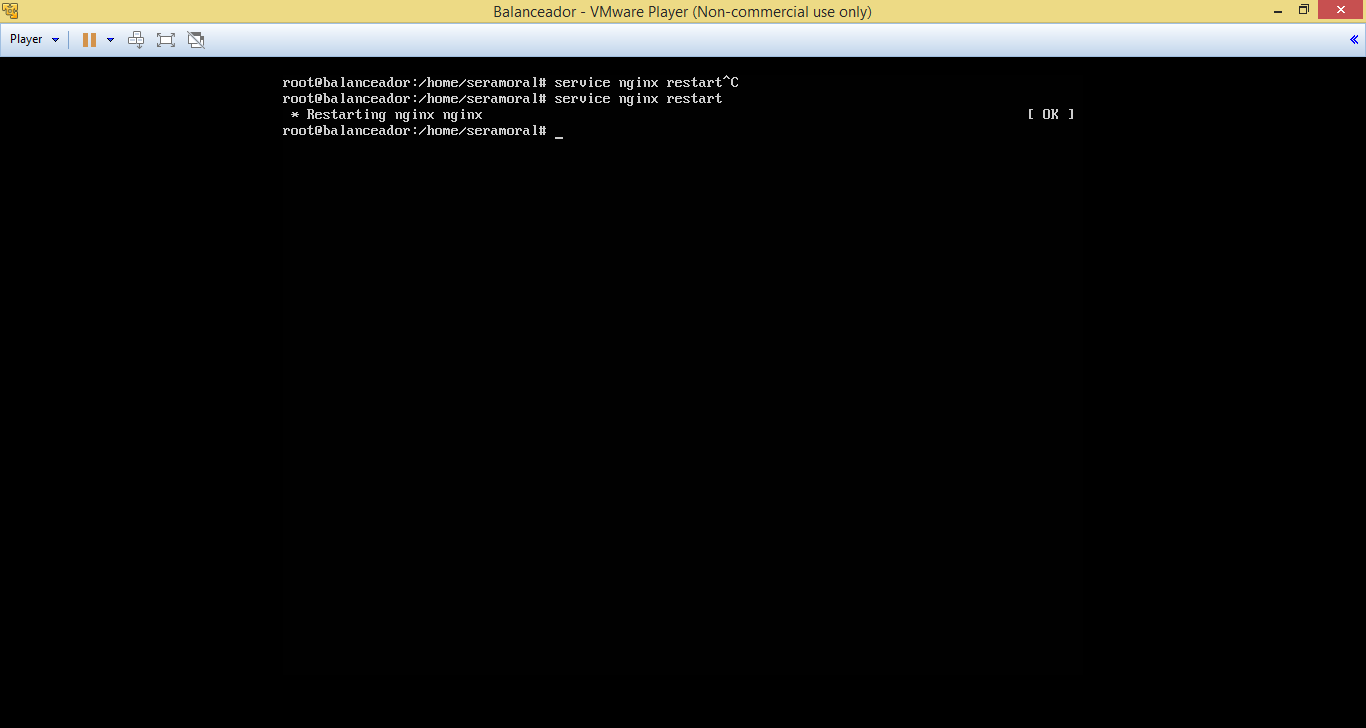 Balanceador - VMware Player (Non-commercial use only)
Player
root@balanceador:/home/seramoral# service nginx restart^C
root@balanceador:/home/seramoral# service nginx restart
 * Restarting nginx nginx [ OK ]
root@balanceador:/home/seramoral# _